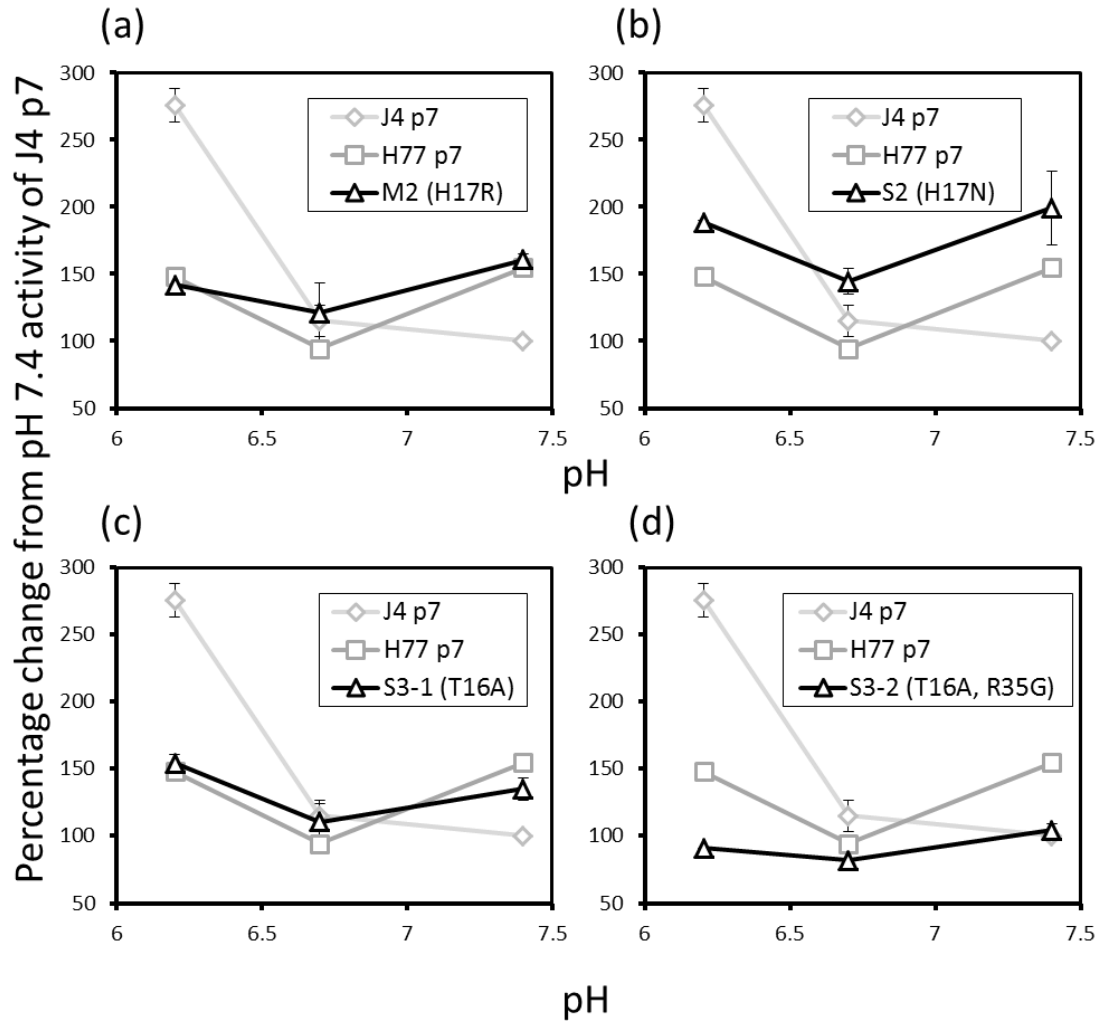 Percentage change from pH 7.4 activity of J4 p7
(a)
300
250
200
150
100
50
6
6.5
7
7.5
J4 p7
H77 p7
M2 (H17R)
(b)
300
250
200
150
100
50
6
6.5
7
7.5
J4 p7
H77 p7
S2 (H17N)
pH
(c)
300
250
200
150
100
50
6
6.5
7
7.5
J4 p7
H77 p7
S3-1 (T16A)
(d)
300
250
200
150
100
50
6
6.5
7
7.5
J4 p7
H77 p7
S3-2 (T16A, R35G)
pH